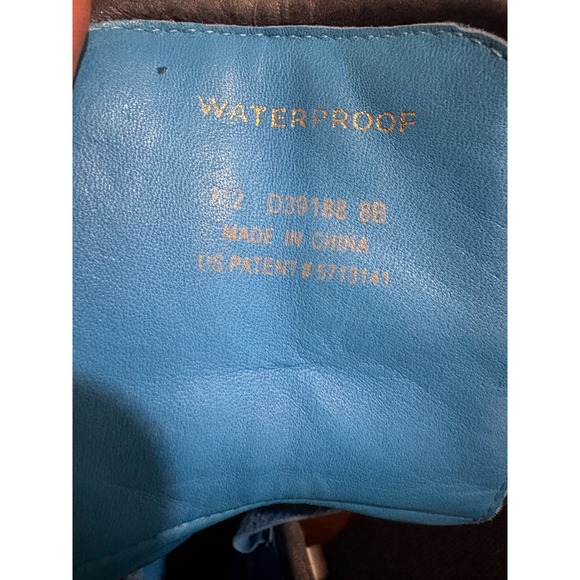 WATERPROOF
D39188 8B
MADE IN CHINA
US PATENT # 5713141